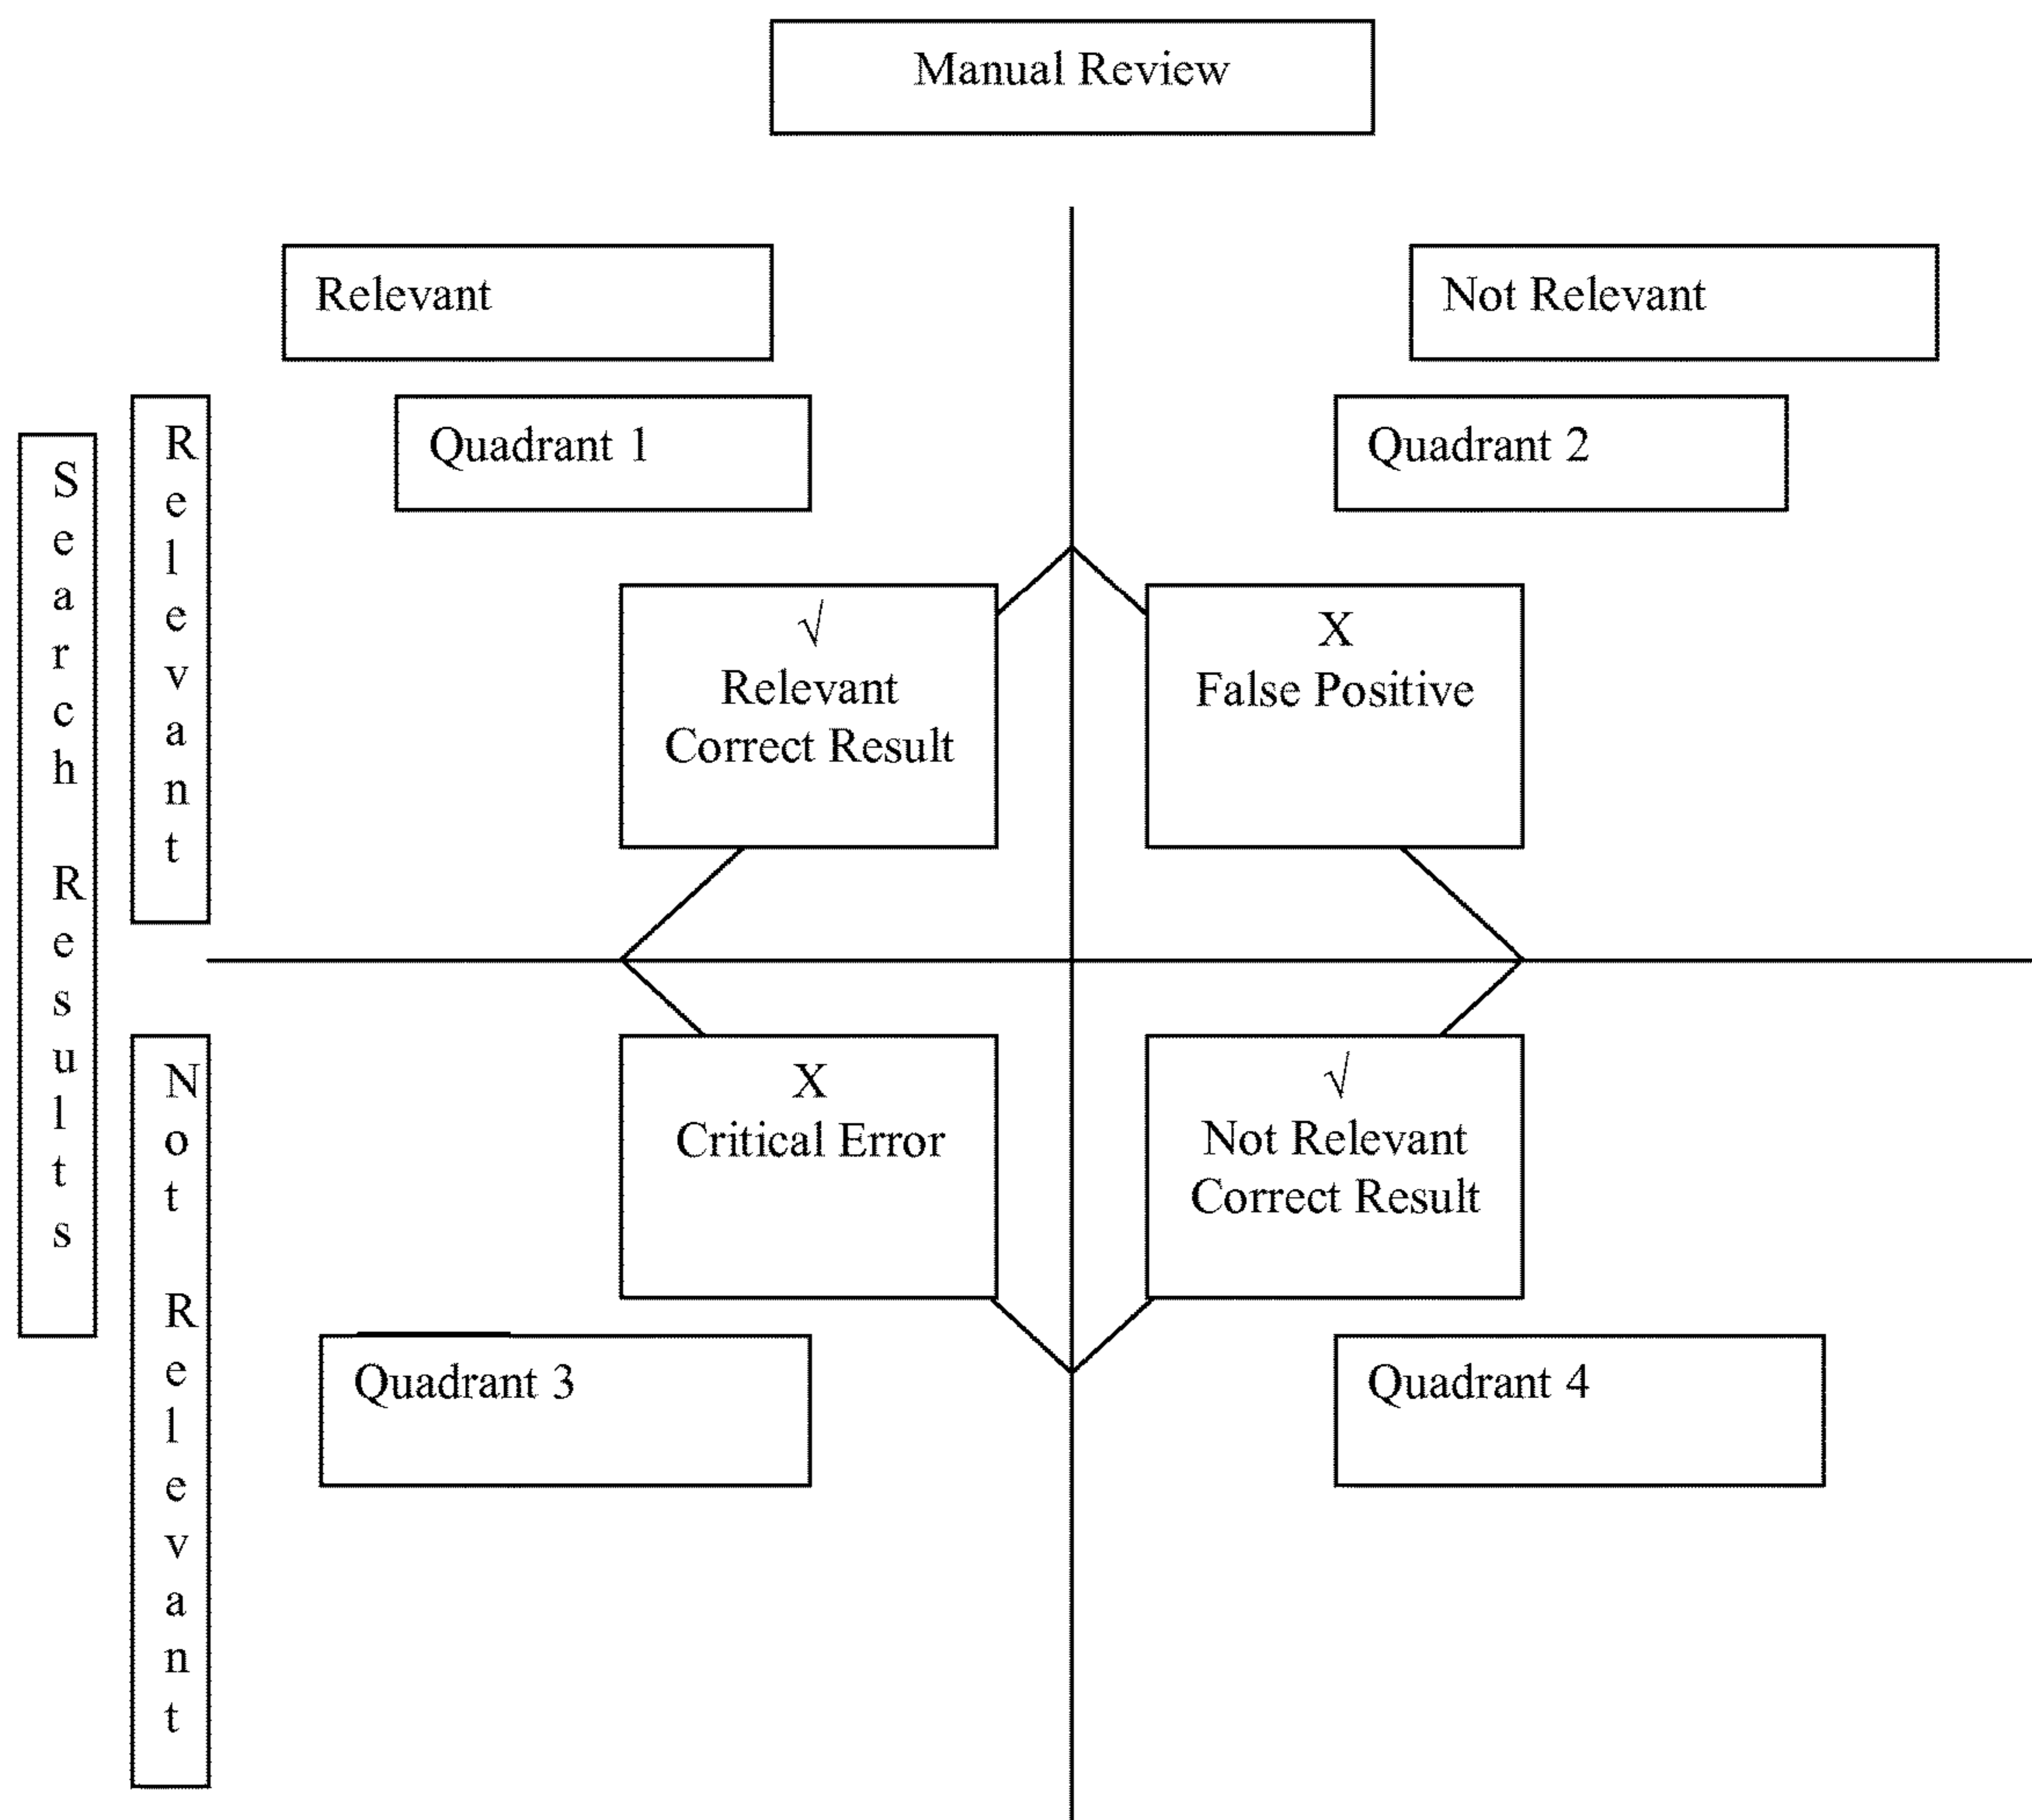 Manual Review
Relevant
Not Relevant
Quadrant 1
Quadrant 2
Search Results
Relevant
√
Relevant
Correct Result
X
False Positive
Not Relevant
X
Critical Error
√
Not Relevant
Correct Result
Quadrant 3
Quadrant 4